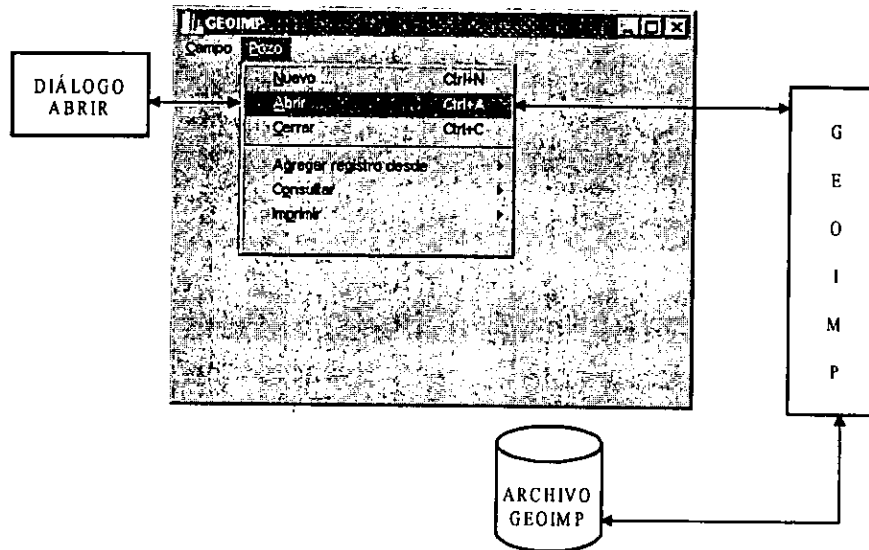 GEOIMP
Campo Pozo
Nuevo ... Ctrl+N
Abrir Ctrl+A
Cerrar Ctrl+C
Agregar registro desde
Consultar
Imprimir
DIÁLOGO
ABRIR
G
E
O
I
M
P
ARCHIVO
GEOIMP